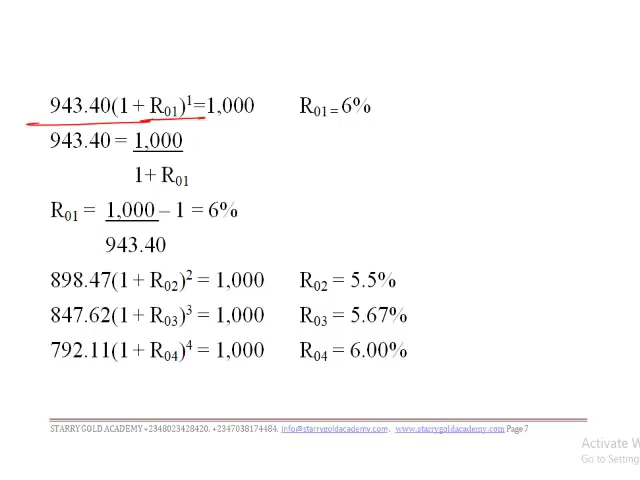 943.40(1 + R₀₁)¹=1,000 R₀₁ = 6%
943.40 = 1,000
1+ R₀₁
R₀₁ = 1,000 – 1 = 6%
943.40
898.47(1 + R₀₂)² = 1,000 R₀₂ = 5.5%
847.62(1 + R₀₃)³ = 1,000 R₀₃ = 5.67%
792.11(1 + R₀₄)⁴ = 1,000 R₀₄ = 6.00%
STARRY GOLD ACADEMY +2348023428420, +2347038174484, info@starrygoldacademy.com, www.starrygoldacademy.com Page 7
Activate W
Go to Setting